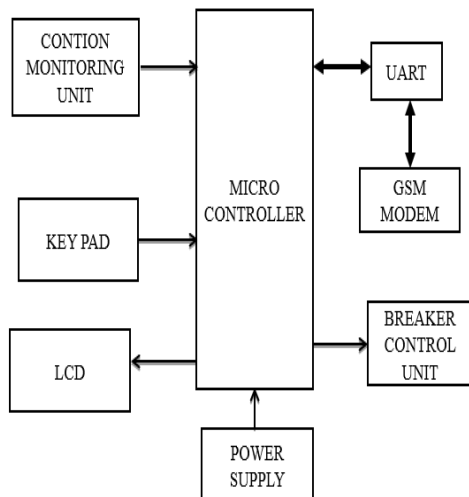 CONTION
MONITORING
UNIT
UART
MICRO
CONTROLLER
GSM
MODEM
KEY PAD
BREAKER
CONTROL
UNIT
LCD
POWER
SUPPLY